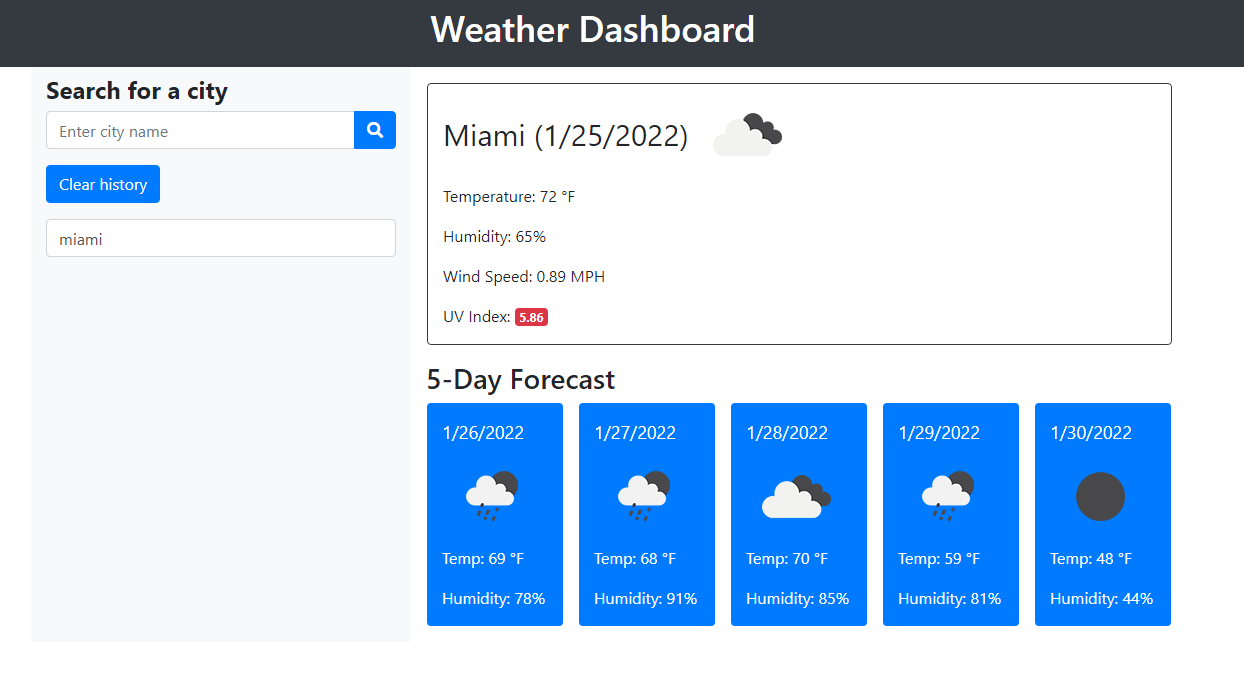 Weather Dashboard
Search for a city
Enter city name
Clear history
miami
Miami (1/25/2022)
Temperature: 72 °F
Humidity: 65%
Wind Speed: 0.89 MPH
UV Index: 5.86
5-Day Forecast
1/26/2022
Temp: 69 °F
Humidity: 78%
1/27/2022
Temp: 68 °F
Humidity: 91%
1/28/2022
Temp: 70 °F
Humidity: 85%
1/29/2022
Temp: 59 °F
Humidity: 81%
1/30/2022
Temp: 48 °F
Humidity: 44%